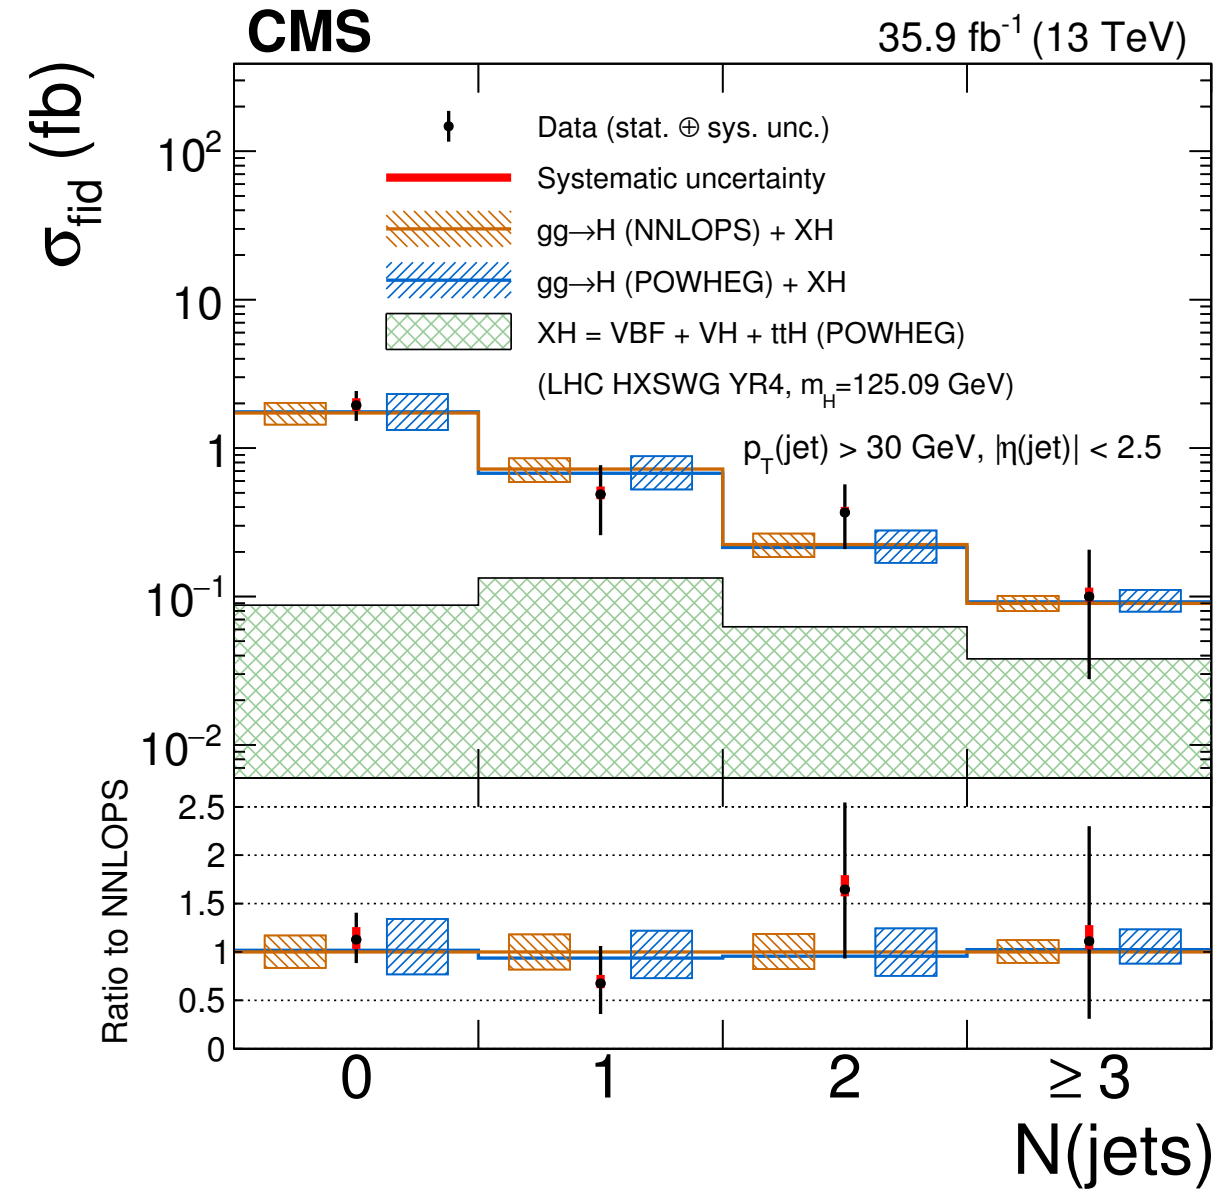 CMS
35.9 fb⁻¹ (13 TeV)
σ_fid (fb)
Data (stat. ⊕ sys. unc.)
Systematic uncertainty
gg→H (NNLOPS) + XH
gg→H (POWHEG) + XH
XH = VBF + VH + ttH (POWHEG)
(LHC HXSWG YR4, m_H=125.09 GeV)
p_T(jet) > 30 GeV, |η(jet)| < 2.5
10²
10
1
10⁻¹
10⁻²
Ratio to NNLOPS
2.5
2
1.5
1
0.5
0
0 1 2 ≥ 3
N(jets)